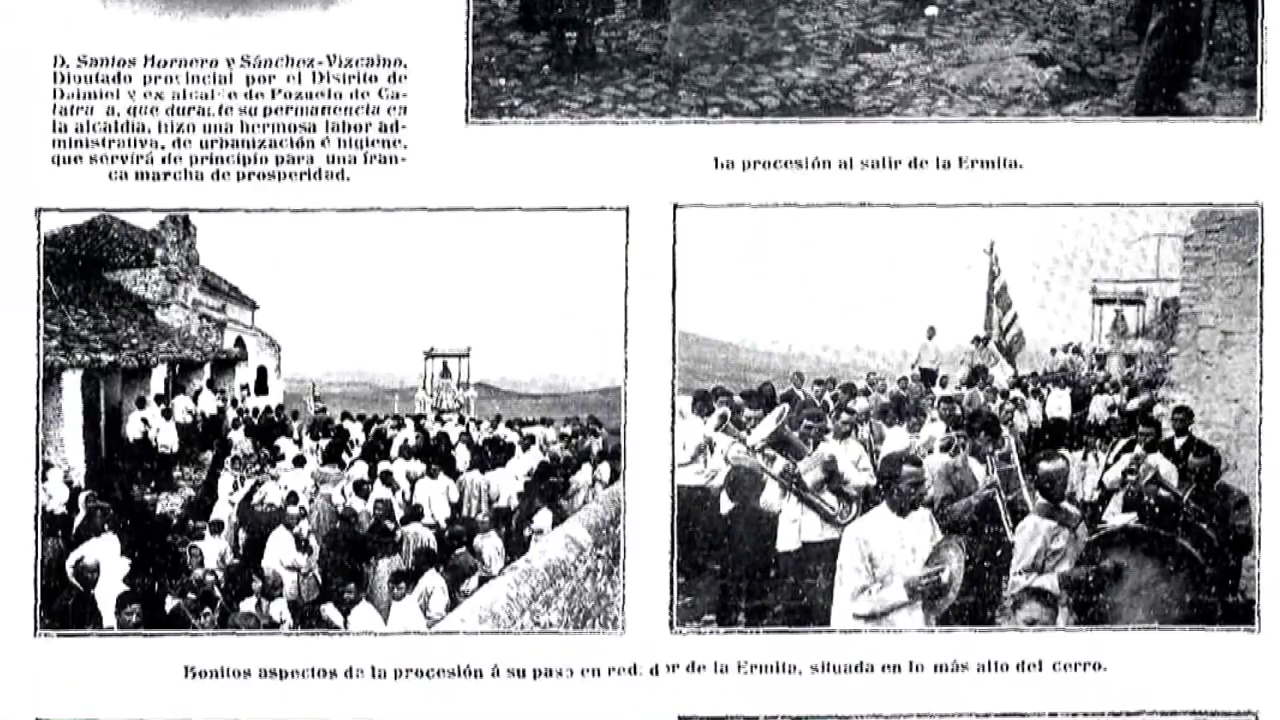 D. Santos Hornero y Sánchez-Vizcaino,
Diputado provincial por el Distrito de
Daimiel y ex alcalde de Pozuelo de Ca-
latrava, que durante su permanencia en
la alcaldía, hizo una hermosa labor ad-
ministrativa, de urbanización é higiene,
que servirá de principio para una fran-
ca marcha de prosperidad.
La procesión al salir de la Ermita.
Bonitos aspectos de la procesión á su paso en rededor de la Ermita, situada en lo más alto del cerro.